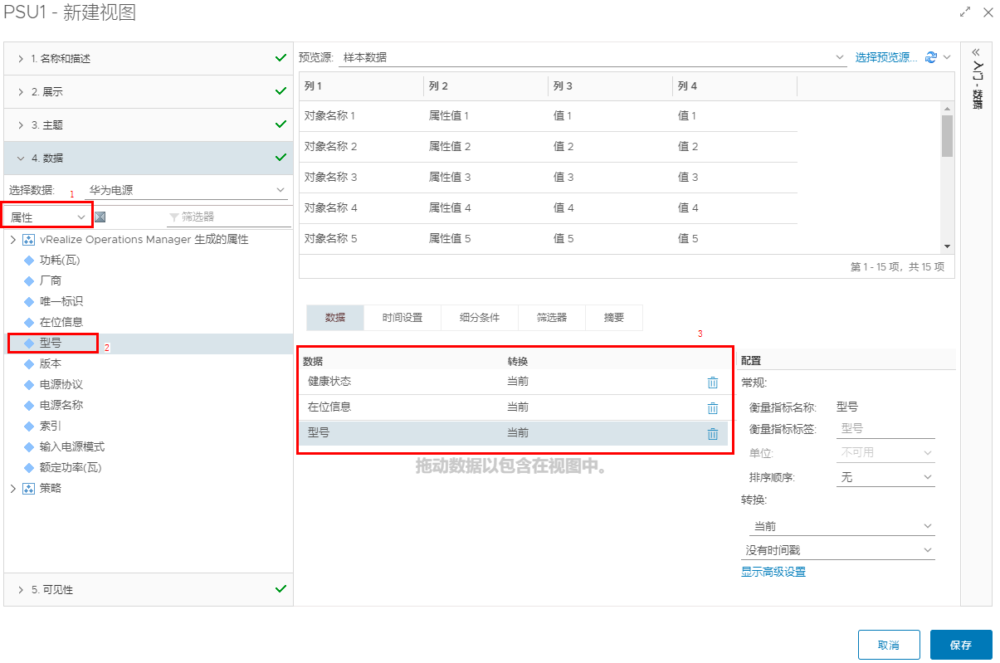 PSU1 - 新建视图
1. 名称和描述
2. 展示
3. 主题
4. 数据
选择数据: 1 华为电源
属性 筛选器
vRealize Operations Manager 生成的属性
功耗(瓦)
厂商
唯一标识
在位信息
型号 2
版本
电源协议
电源名称
索引
输入电源模式
额定功率(瓦)
策略
5. 可见性
预览源: 样本数据 选择预览源...
列 1 列 2 列 3 列 4
对象名称 1 属性值 1 值 1 值 1
对象名称 2 属性值 2 值 2 值 2
对象名称 3 属性值 3 值 3 值 3
对象名称 4 属性值 4 值 4 值 4
对象名称 5 属性值 5 值 5 值 5
第 1 - 15 项，共 15 项
数据 时间设置 细分条件 筛选器 摘要
3
数据 转换
健康状态 当前
在位信息 当前
型号 当前
拖动数据以包含在视图中。
配置
常规:
衡量指标名称: 型号
衡量指标标签: 型号
单位: 不可用
排序顺序: 无
转换:
当前
没有时间戳
显示高级设置
入门 - 数据
取消 保存